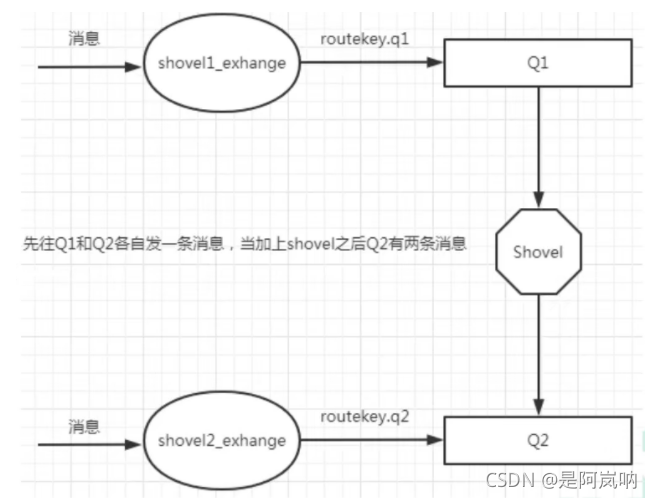 消息
shovel1_exhange
routekey.q1
Q1
先往Q1和Q2各自发一条消息，当加上shovel之后Q2有两条消息
Shovel
消息
shovel2_exhange
routekey.q2
Q2
CSDN @是阿岚呐